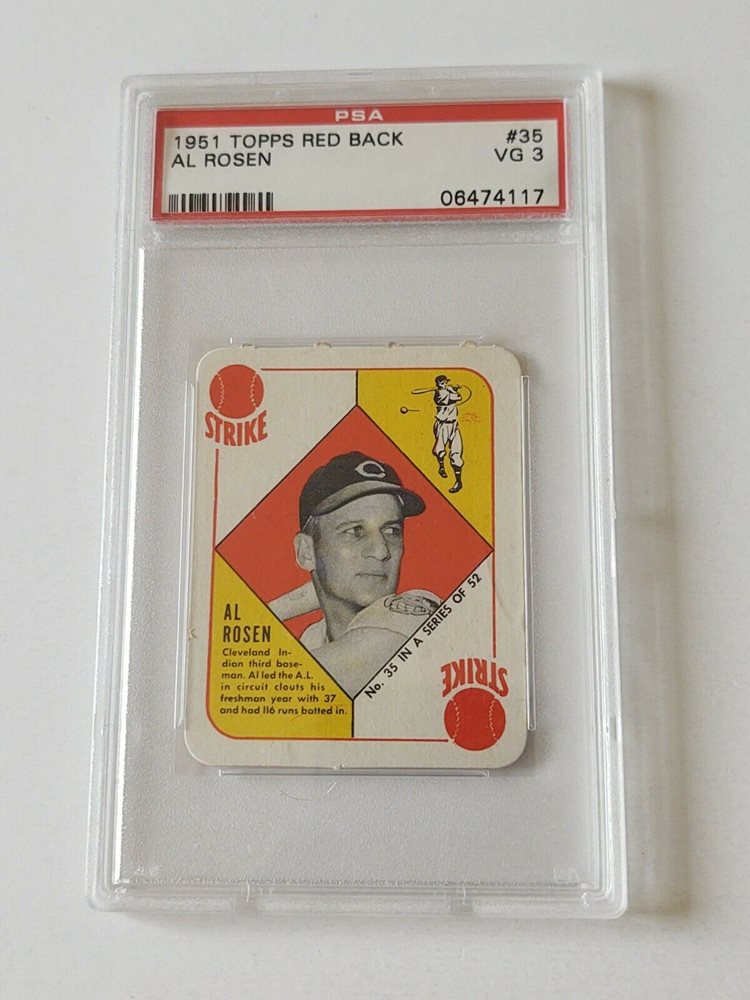 PSA
1951 TOPPS RED BACK #35
AL ROSEN VG 3
06474117
STRIKE
C
AL
ROSEN
Cleveland In-
dian third base-
man. Al led the A.L.
in circuit clouts his
freshman year with 37
and had 116 runs batted in.
No. 35 IN A SERIES OF 52
STRIKE